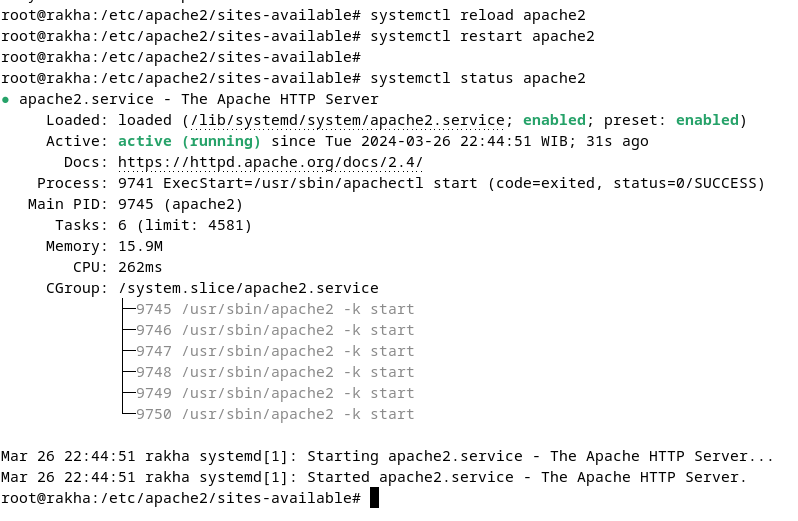 root@rakha:/etc/apache2/sites-available# systemctl reload apache2
root@rakha:/etc/apache2/sites-available# systemctl restart apache2
root@rakha:/etc/apache2/sites-available#
root@rakha:/etc/apache2/sites-available# systemctl status apache2
● apache2.service - The Apache HTTP Server
     Loaded: loaded (/lib/systemd/system/apache2.service; enabled; preset: enabled)
     Active: active (running) since Tue 2024-03-26 22:44:51 WIB; 31s ago
       Docs: https://httpd.apache.org/docs/2.4/
    Process: 9741 ExecStart=/usr/sbin/apachectl start (code=exited, status=0/SUCCESS)
   Main PID: 9745 (apache2)
      Tasks: 6 (limit: 4581)
     Memory: 15.9M
        CPU: 262ms
     CGroup: /system.slice/apache2.service
             ├─9745 /usr/sbin/apache2 -k start
             ├─9746 /usr/sbin/apache2 -k start
             ├─9747 /usr/sbin/apache2 -k start
             ├─9748 /usr/sbin/apache2 -k start
             ├─9749 /usr/sbin/apache2 -k start
             └─9750 /usr/sbin/apache2 -k start
Mar 26 22:44:51 rakha systemd[1]: Starting apache2.service - The Apache HTTP Server...
Mar 26 22:44:51 rakha systemd[1]: Started apache2.service - The Apache HTTP Server.
root@rakha:/etc/apache2/sites-available#